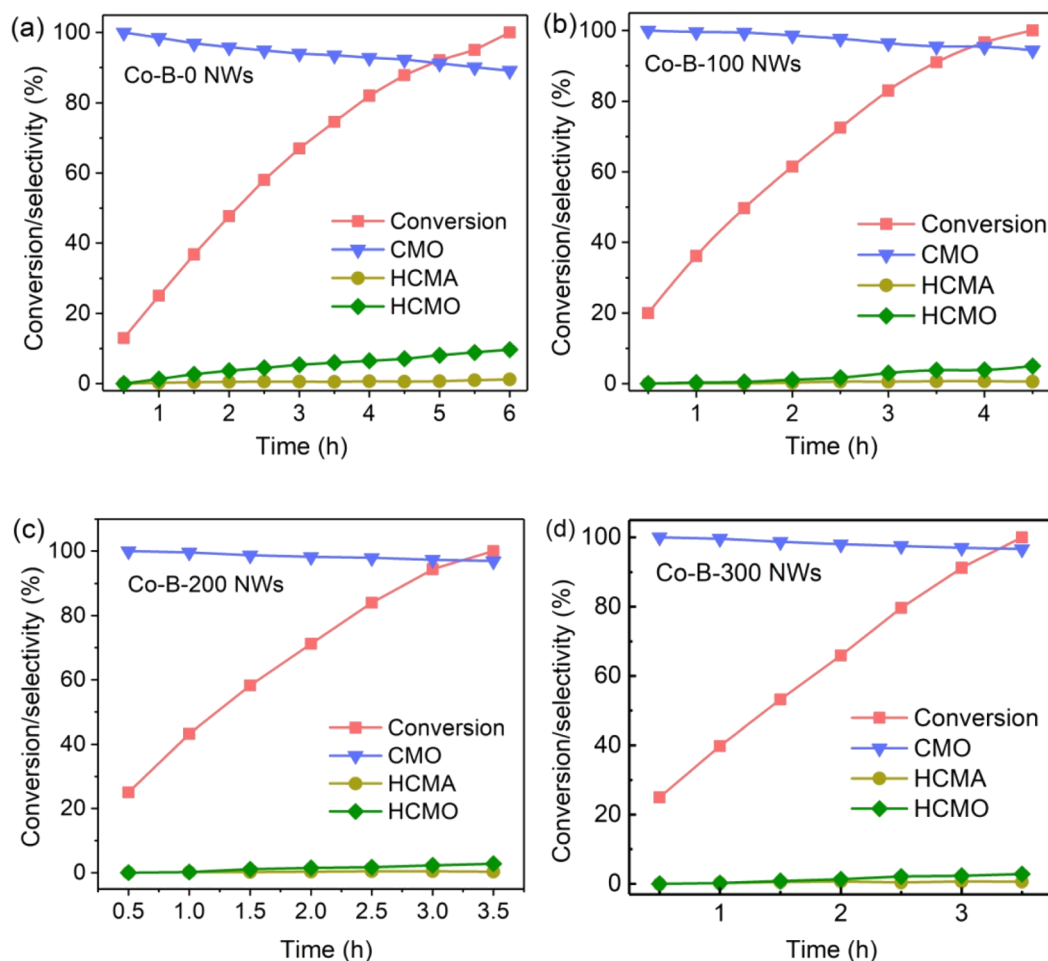 (a)
Co-B-0 NWs
Conversion/selectivity (%)
100
80
60
40
20
0
Conversion
CMO
HCMA
HCMO
1 2 3 4 5 6
Time (h)
(b)
Co-B-100 NWs
Conversion/selectivity (%)
100
80
60
40
20
0
Conversion
CMO
HCMA
HCMO
1 2 3 4
Time (h)
(c)
Co-B-200 NWs
Conversion/selectivity (%)
100
80
60
40
20
0
Conversion
CMO
HCMA
HCMO
0.5 1.0 1.5 2.0 2.5 3.0 3.5
Time (h)
(d)
Co-B-300 NWs
Conversion/selectivity (%)
100
80
60
40
20
0
Conversion
CMO
HCMA
HCMO
1 2 3
Time (h)